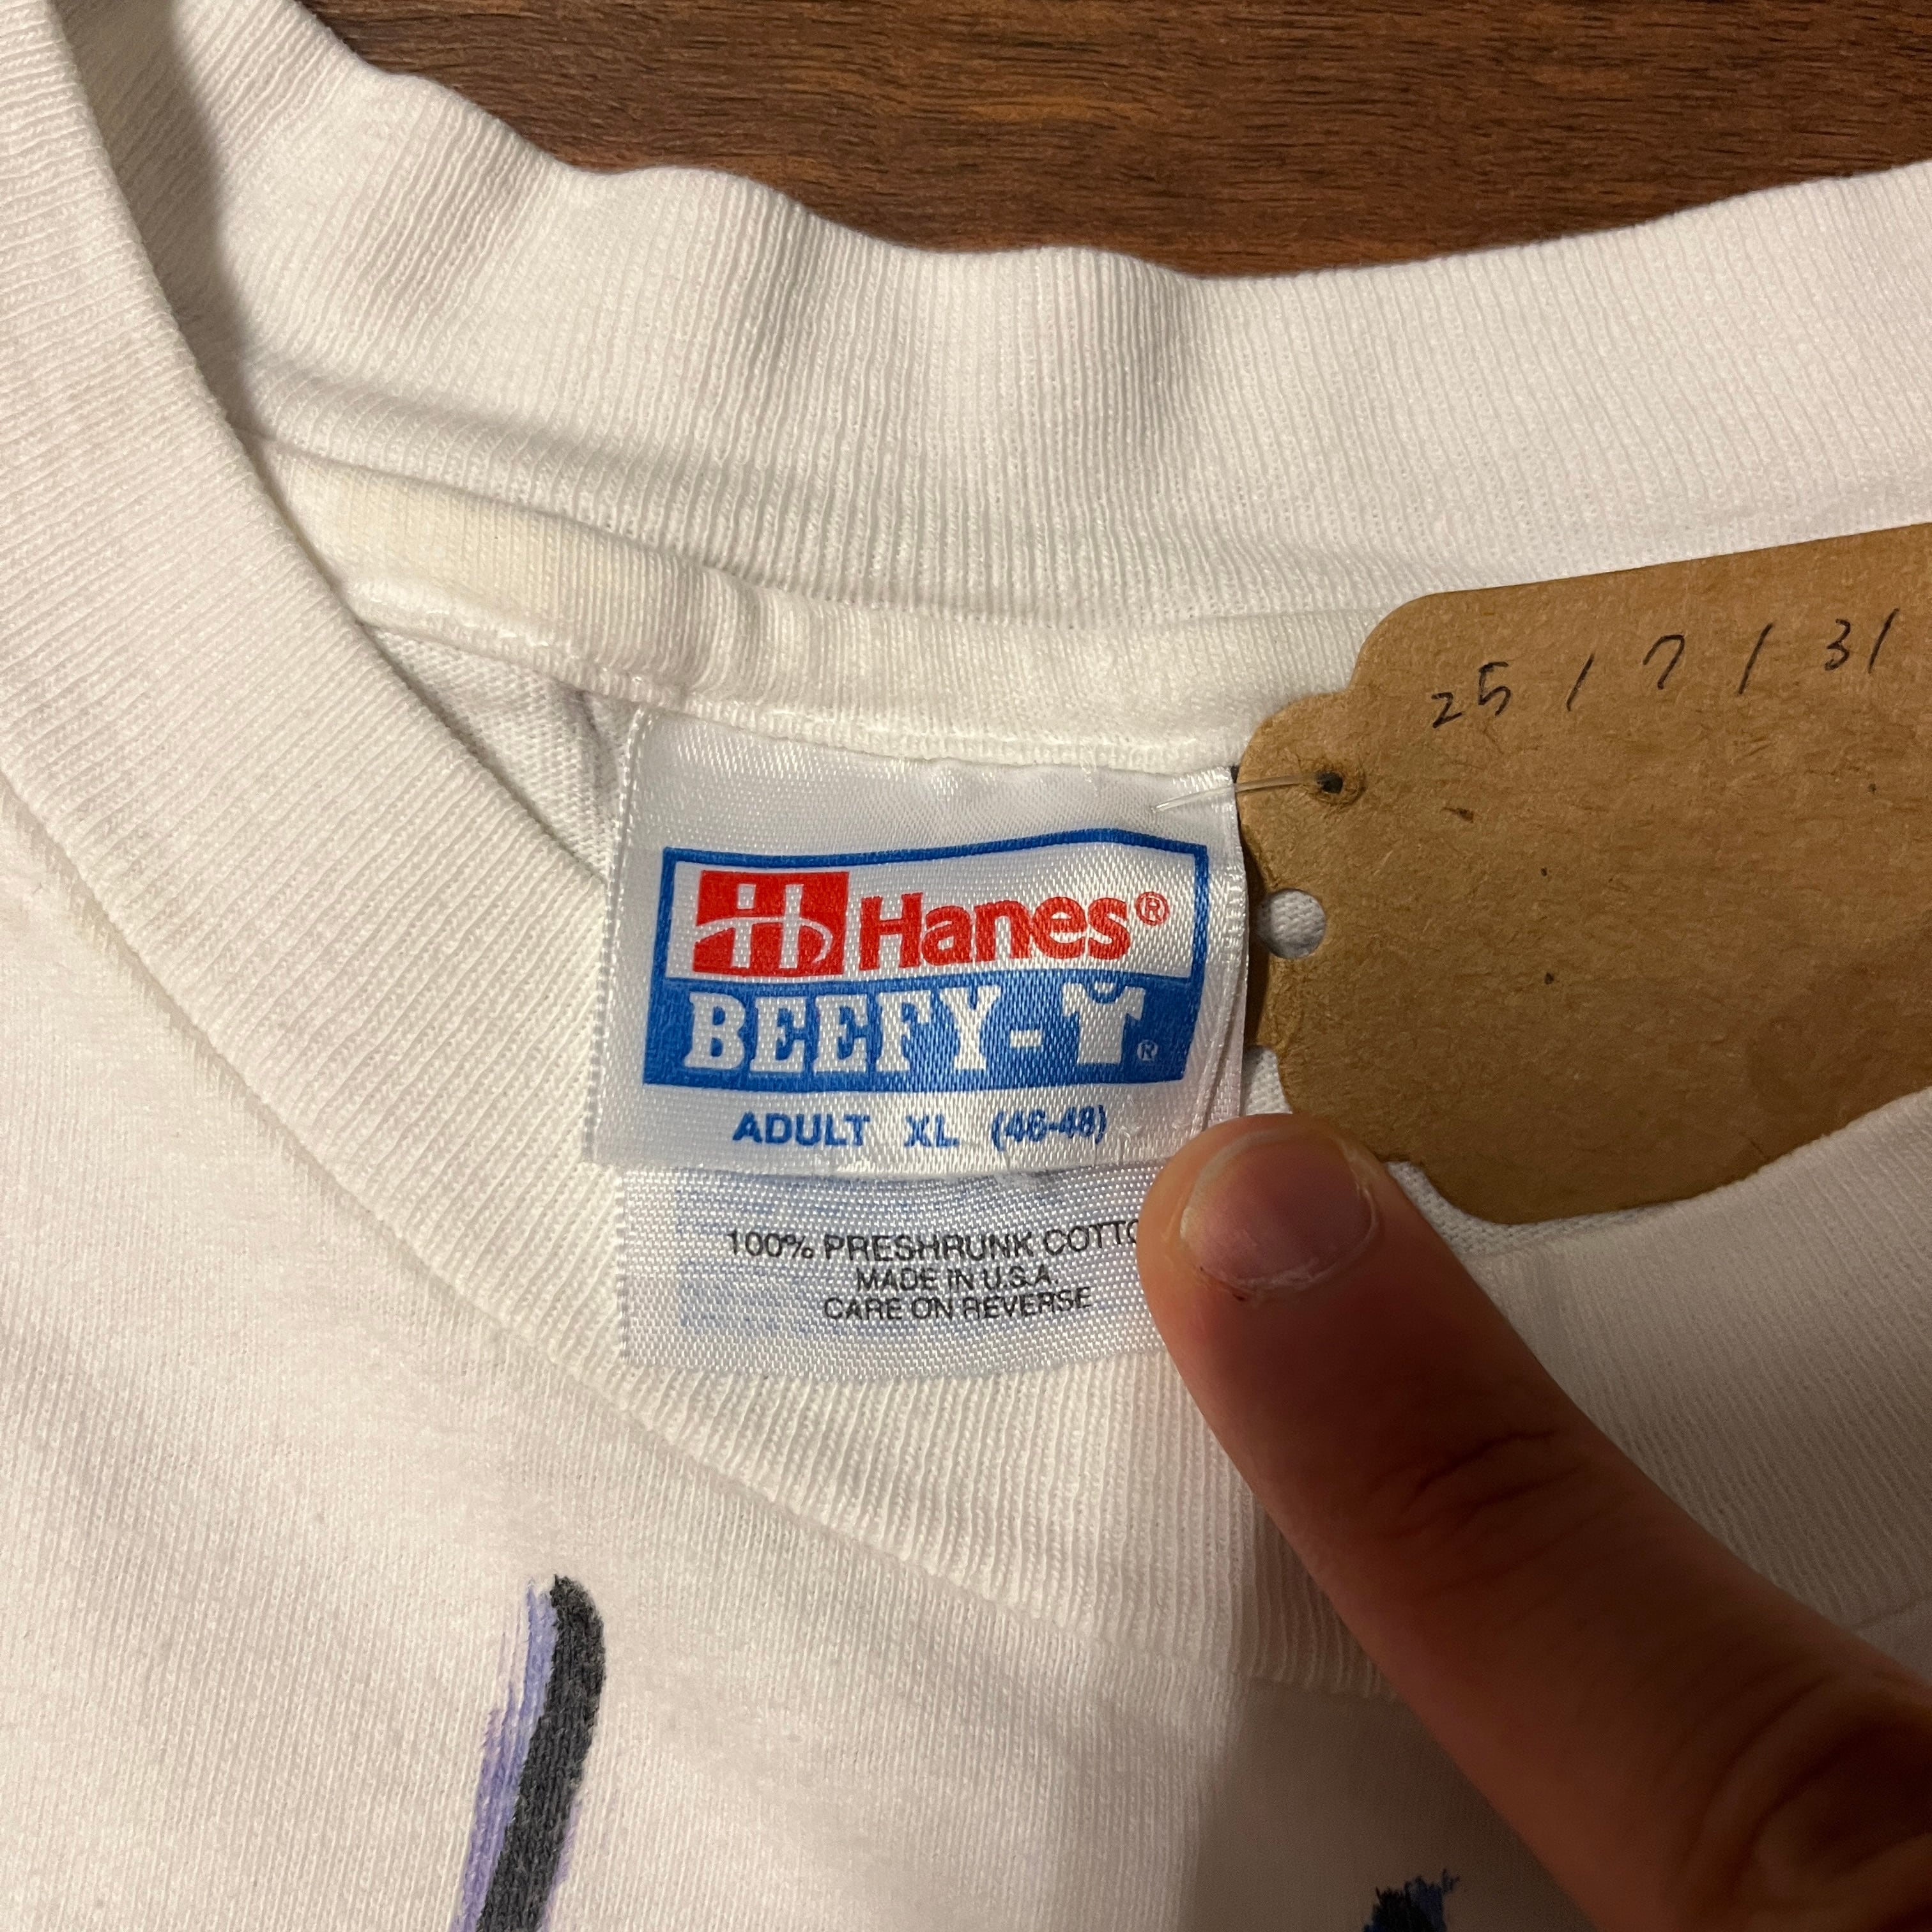 25 / 7 / 31
Hanes®
BEEFY-T®
ADULT XL (46-48)
100% PRESHRUNK COTTO
MADE IN U.S.A.
CARE ON REVERSE